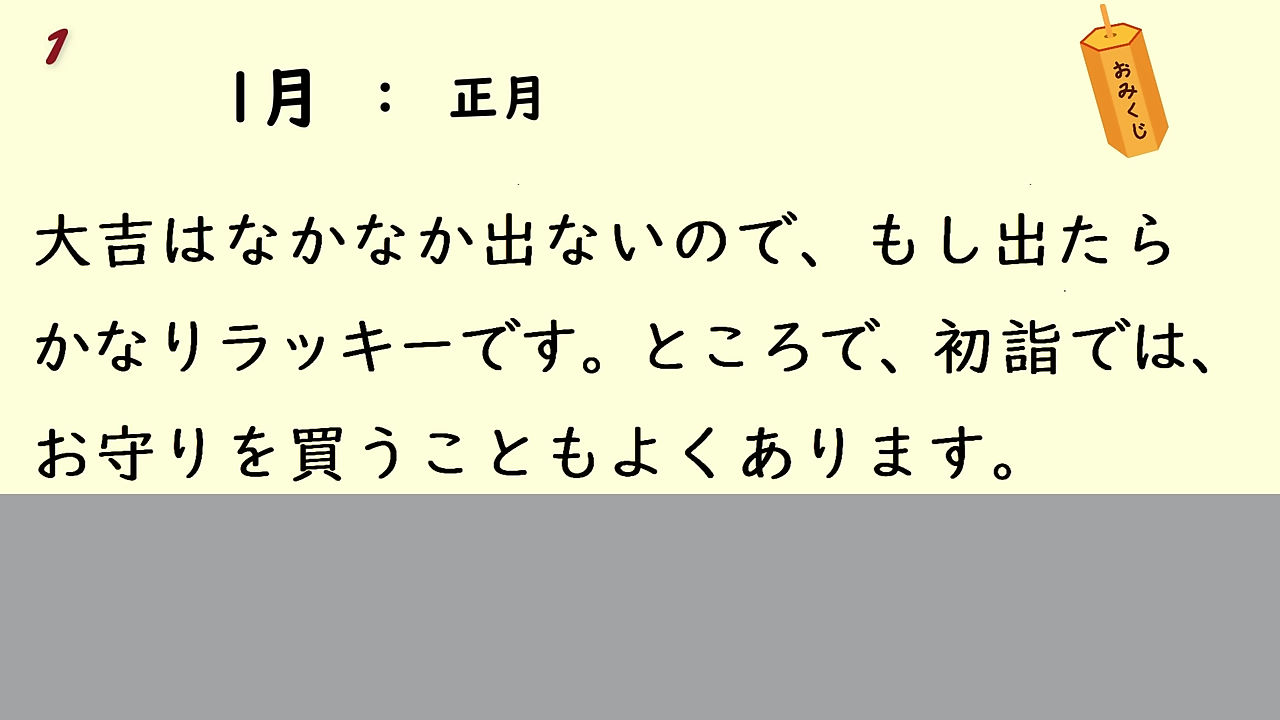 1
1月 : 正月
おみくじ
大吉はなかなか出ないので、もし出たら
かなりラッキーです。ところで、初詣では、
お守りを買うこともよくあります。